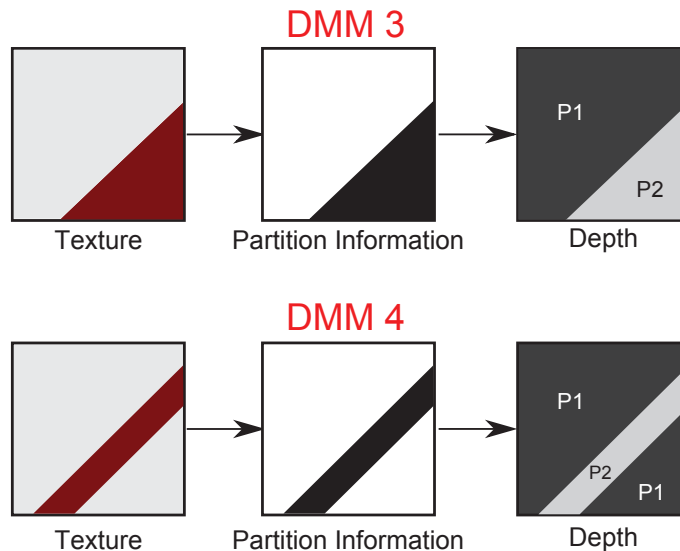 DMM 3
P1
P2
Texture
Partition Information
Depth
DMM 4
P1
P2
P1
Texture
Partition Information
Depth